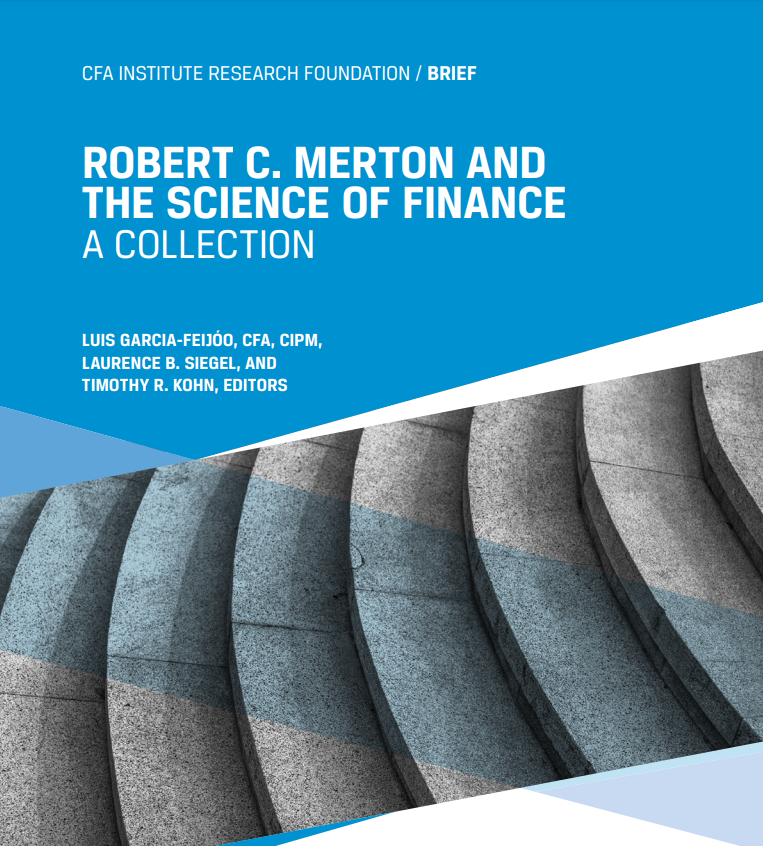 CFA INSTITUTE RESEARCH FOUNDATION / BRIEF
ROBERT C. MERTON AND
THE SCIENCE OF FINANCE
A COLLECTION
LUIS GARCIA-FEIJÓO, CFA, CIPM,
LAURENCE B. SIEGEL, AND
TIMOTHY R. KOHN, EDITORS